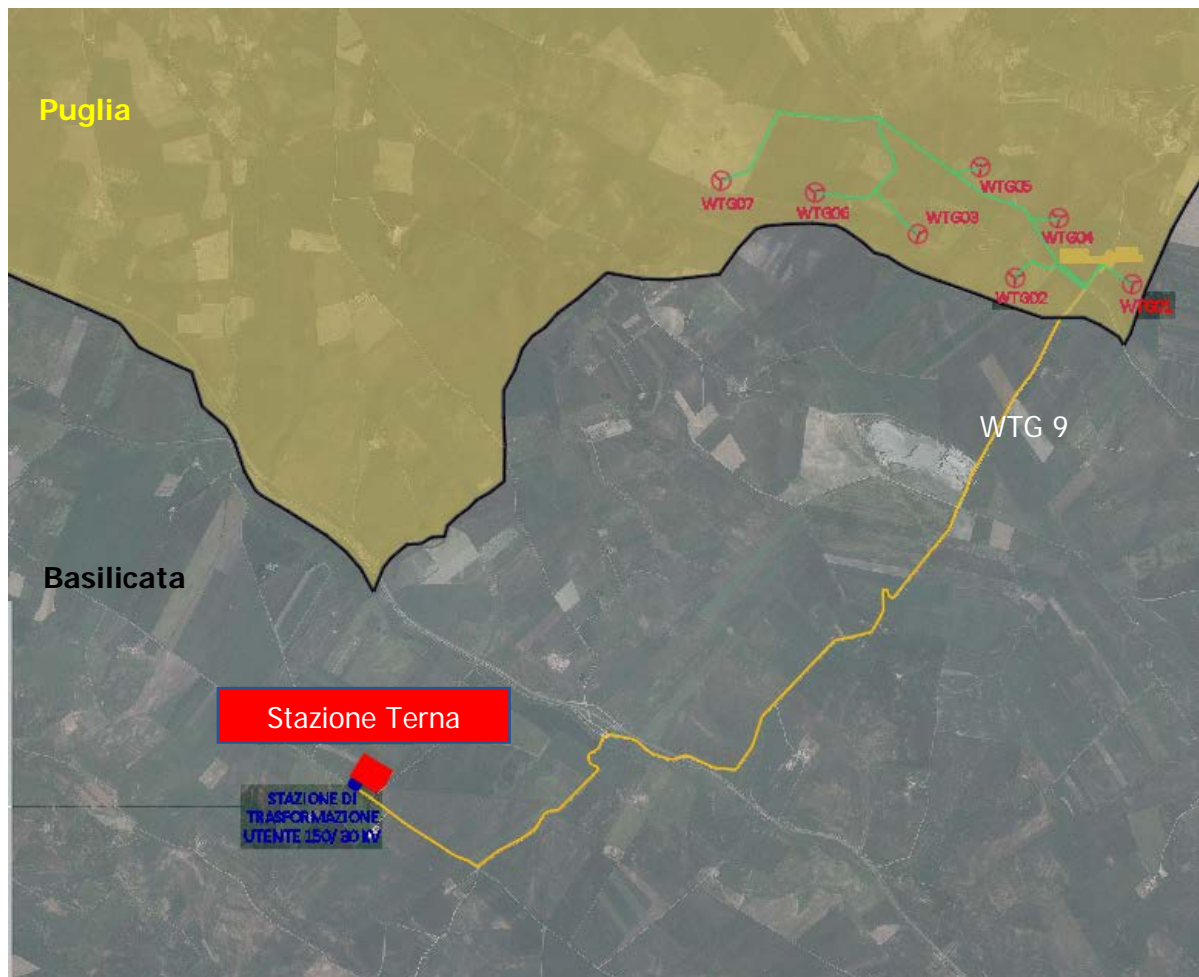 Puglia
WTG05
WTG07
WTG06
WTG03
WTG04
WTG02
WTG01
WTG 9
Basilicata
Stazione Terna
STAZIONE DI
TRASFORMAZIONE
UTENTE 150/30 KV